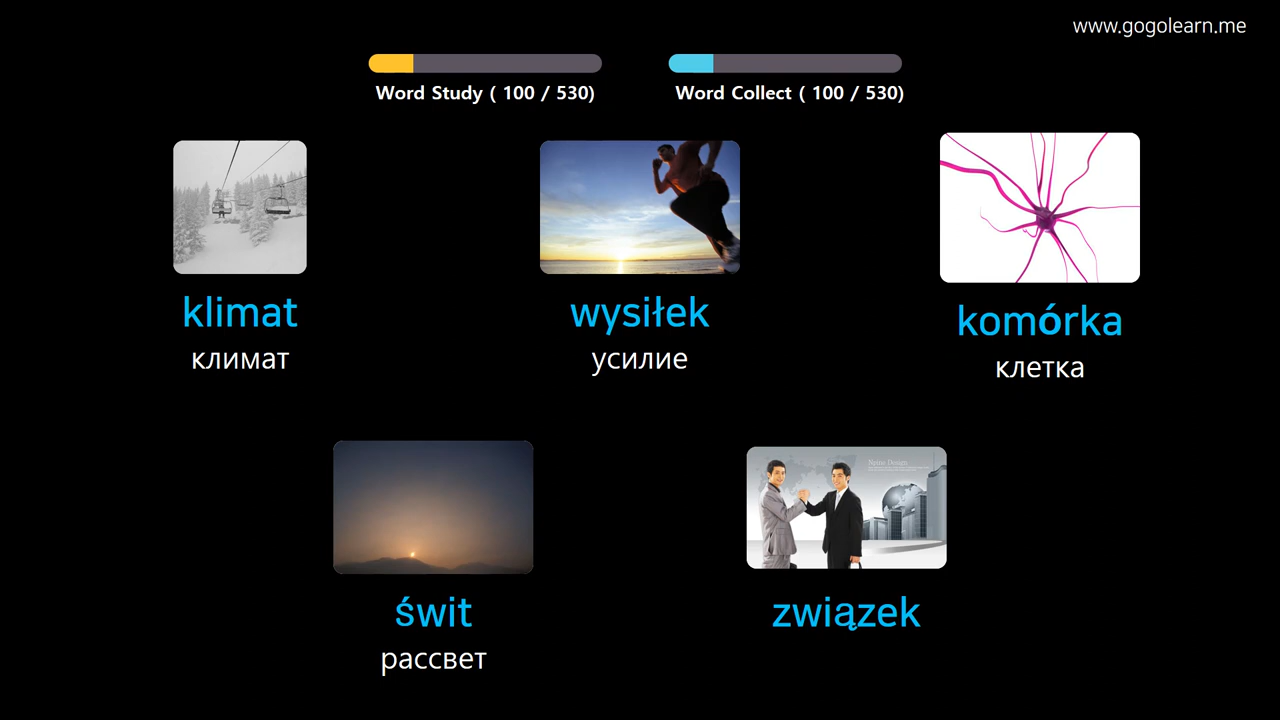 www.gogolearn.me
Word Study ( 100 / 530)
Word Collect ( 100 / 530)
klimat
климат
wysiłek
усилие
komórka
клетка
świt
рассвет
związek